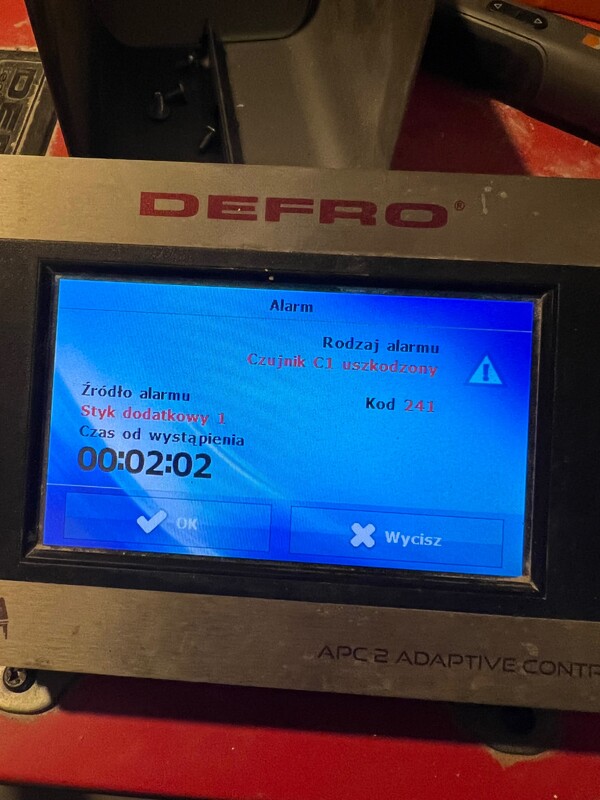 DEFRO®
Alarm
Rodzaj alarmu
Czujnik C1 uszkodzony
Źródło alarmu
Styk dodatkowy 1
Kod 241
Czas od wystąpienia
00:02:02
OK
Wycisz
APC 2 ADAPTIVE CONTR